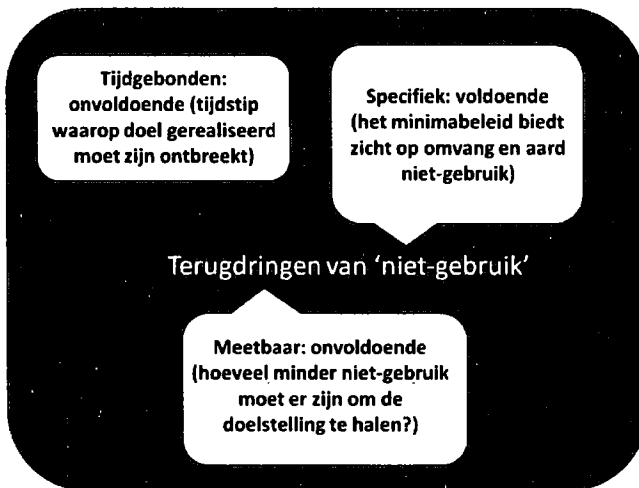 Tijdgebonden:
onvoldoende (tijdstip
waarop doel gerealiseerd
moet zijn ontbreekt)
Specifiek: voldoende
(het minimabeleid biedt
zicht op omvang en aard
niet-gebruik)
Terugdringen van ‘niet-gebruik’
Meetbaar: onvoldoende
(hoeveel minder niet-gebruik
moet er zijn om de
doelstelling te halen?)